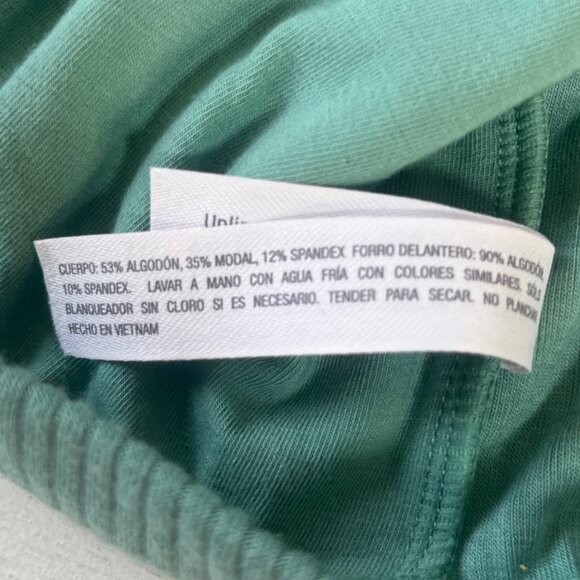 CUERPO: 53% ALGODÓN, 35% MODAL, 12% SPANDEX FORRO DELANTERO: 90% ALGODÓN,
10% SPANDEX. LAVAR A MANO CON AGUA FRÍA CON COLORES SIMILARES. SÓLO
BLANQUEADOR SIN CLORO SI ES NECESARIO. TENDER PARA SECAR. NO PLANCHAR
HECHO EN VIETNAM